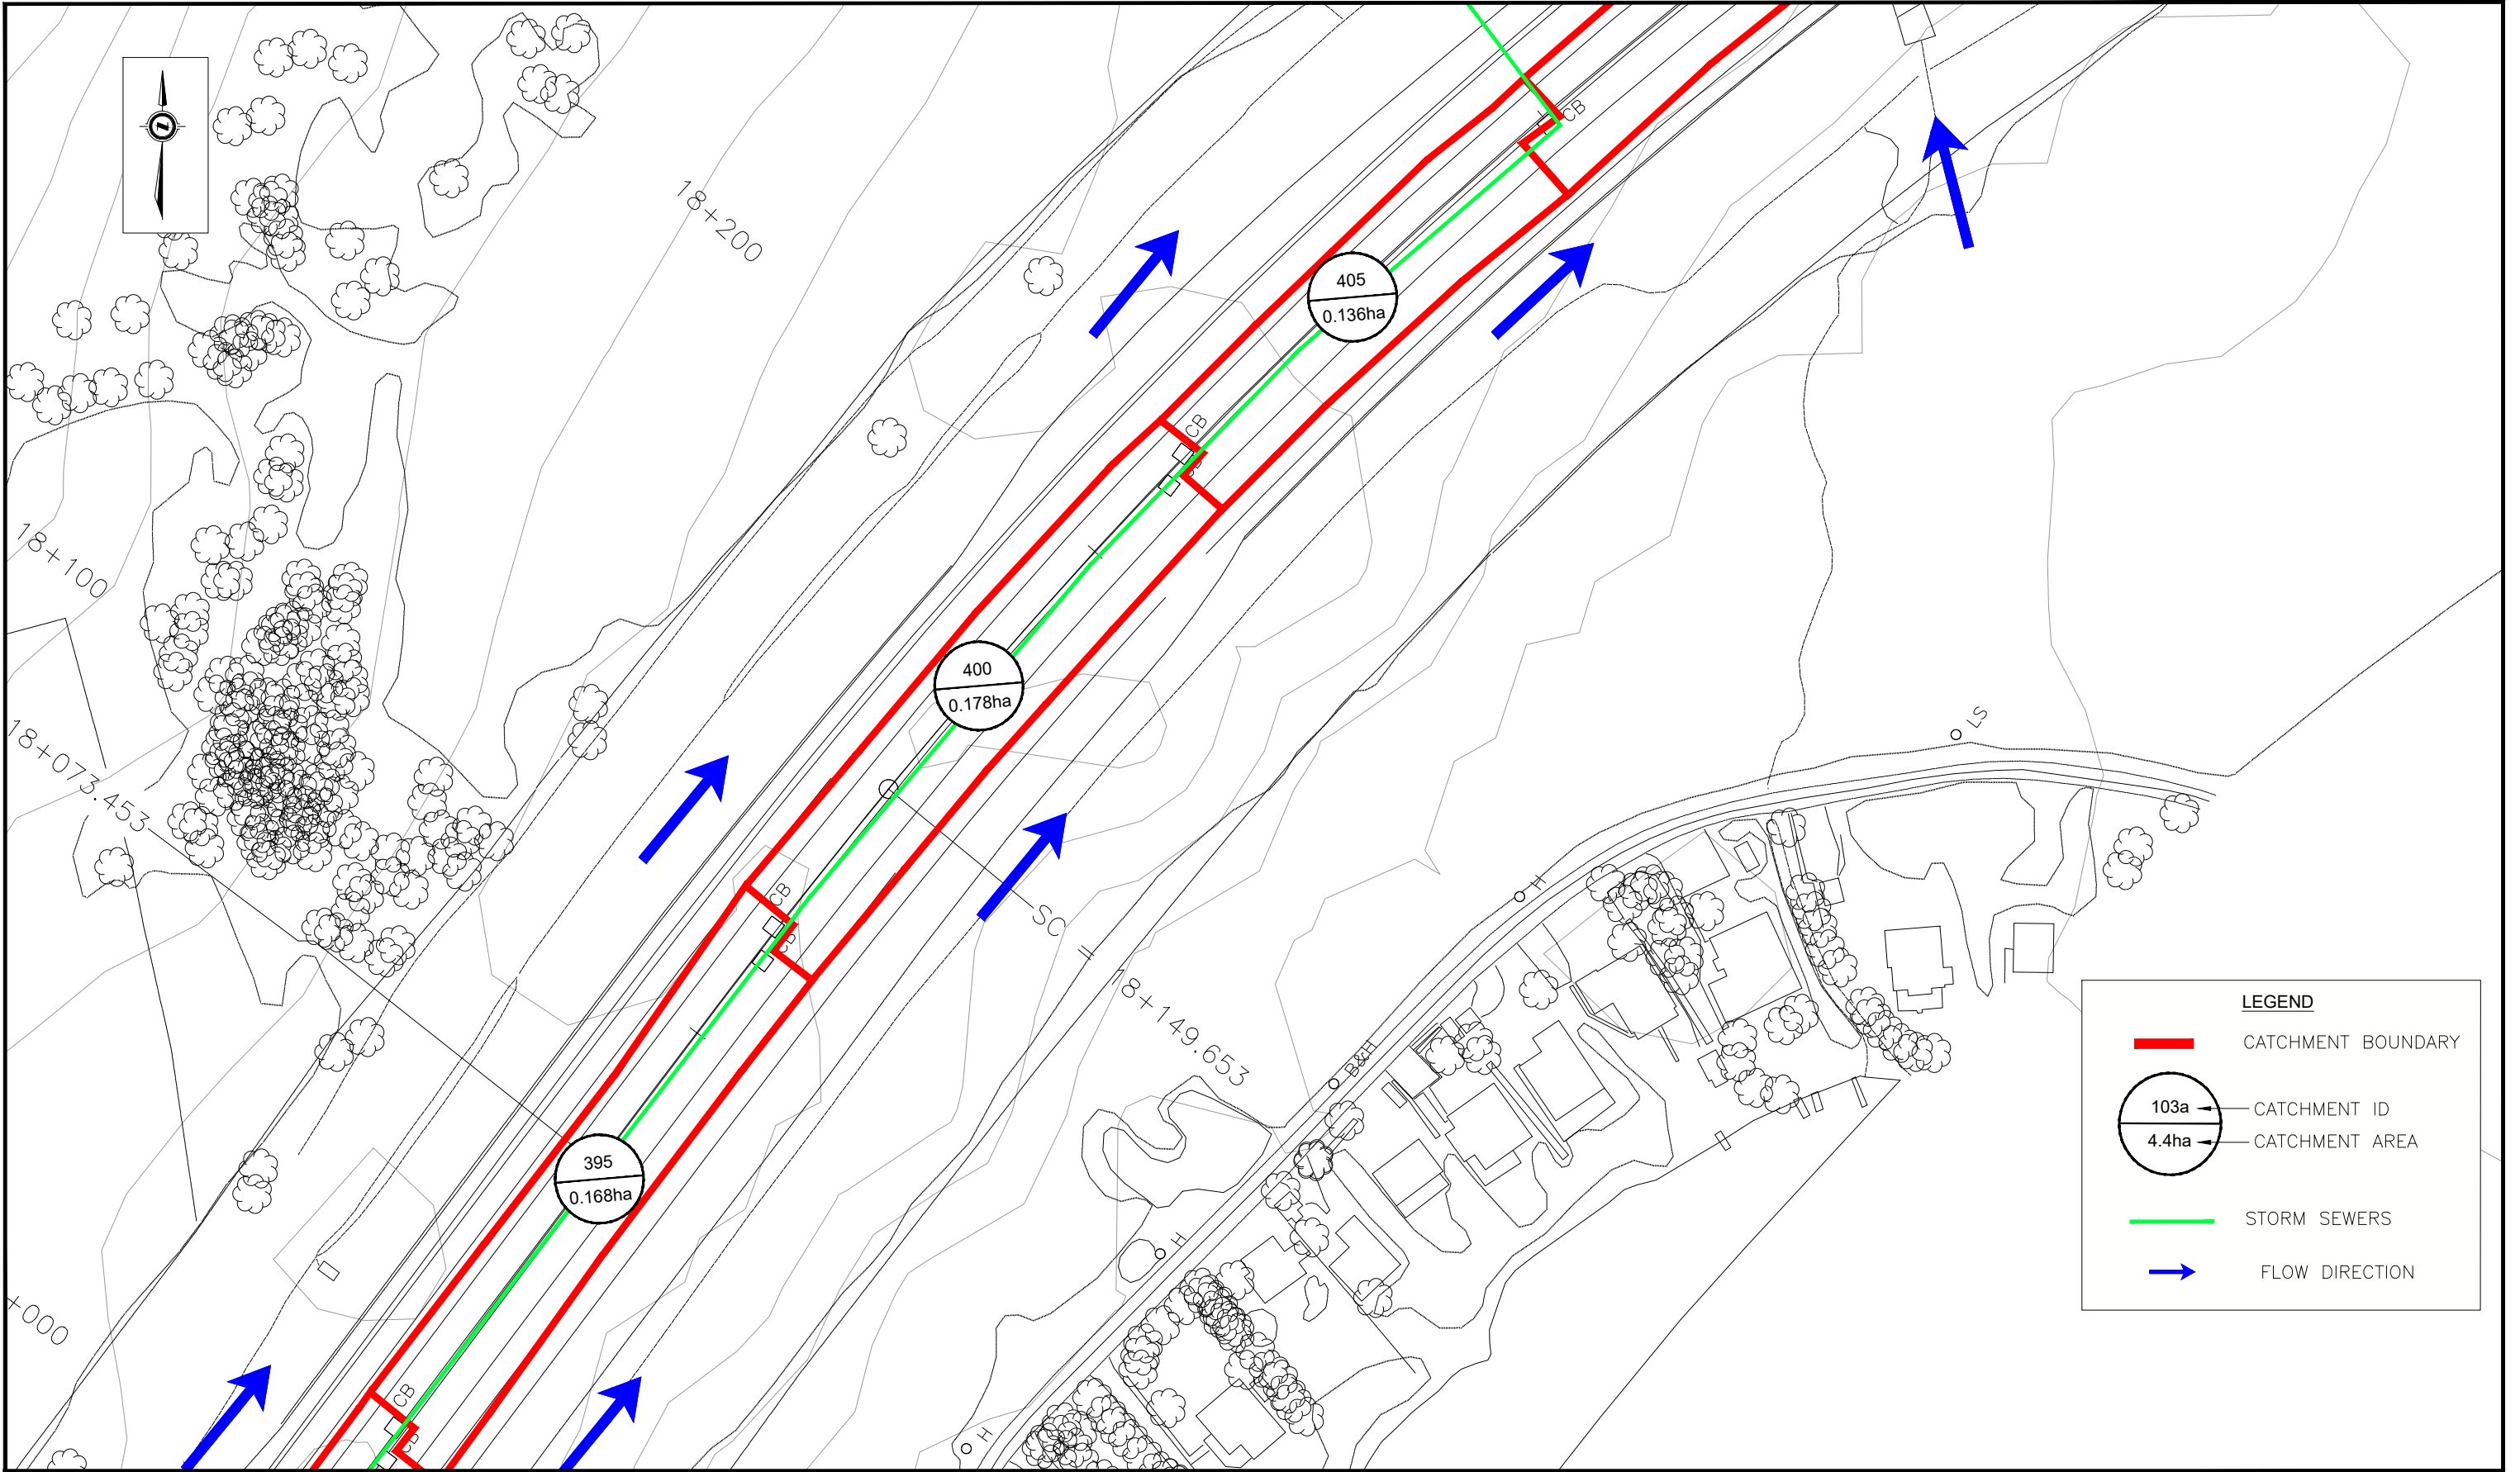 CB
18+200
405
0.136ha
CB
18+100
400
0.178ha
LS
18+073.453
CB
CB
H
SC = 18+149.653
LEGEND
CATCHMENT BOUNDARY
103a
CATCHMENT ID
4.4ha
CATCHMENT AREA
STORM SEWERS
FLOW DIRECTION
B&H
395
0.168ha
H
+000
CB
CB
H